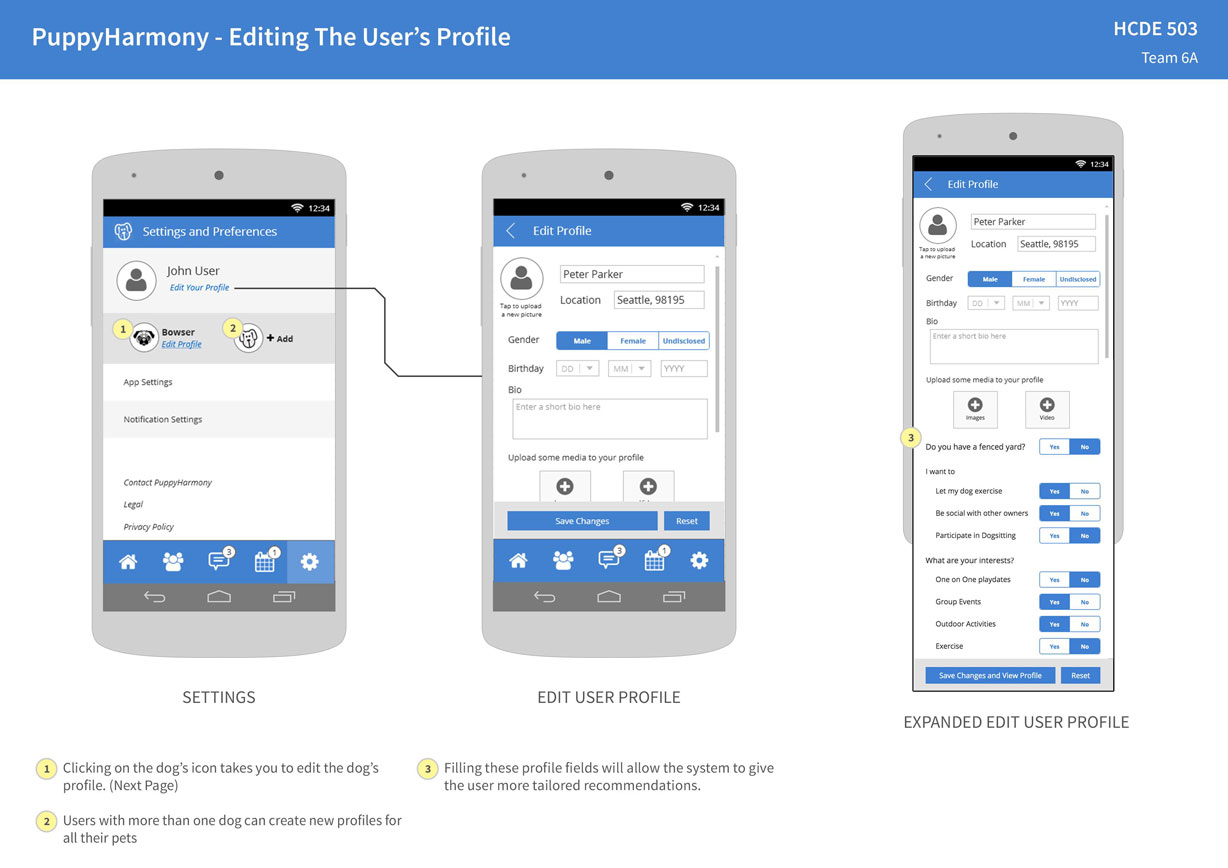 PuppyHarmony - Editing The User's Profile
HCDE 503
Team 6A
12:34
Settings and Preferences
John User
Edit Your Profile
1
Bowser
Edit Profile
2
+ Add
App Settings
Notification Settings
Contact PuppyHarmony
Legal
Privacy Policy
3
1
SETTINGS
12:34
Edit Profile
Tap to upload
a new picture
Peter Parker
Location Seattle, 98195
Gender Male Female Undisclosed
Birthday DD MM YYYY
Bio
Enter a short bio here
Upload some media to your profile
Save Changes Reset
3
1
EDIT USER PROFILE
12:34
Edit Profile
Tap to upload
a new picture
Peter Parker
Location Seattle, 98195
Gender Male Female Undisclosed
Birthday DD MM YYYY
Bio
Enter a short bio here
Upload some media to your profile
Images Video
3
Do you have a fenced yard? Yes No
I want to
Let my dog exercise Yes No
Be social with other owners Yes No
Participate in Dogsitting Yes No
What are your interests?
One on One playdates Yes No
Group Events Yes No
Outdoor Activities Yes No
Exercise Yes No
Save Changes and View Profile Reset
EXPANDED EDIT USER PROFILE
1 Clicking on the dog's icon takes you to edit the dog's
profile. (Next Page)
2 Users with more than one dog can create new profiles for
all their pets
3 Filling these profile fields will allow the system to give
the user more tailored recommendations.